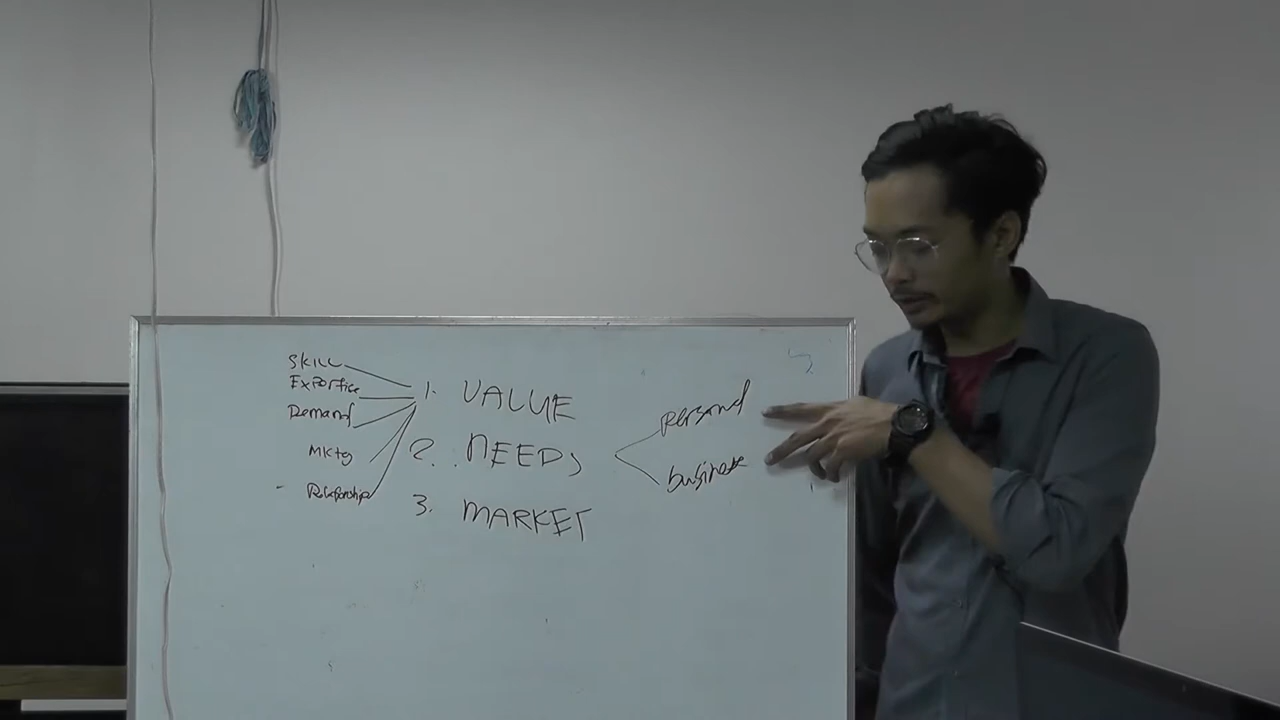 SKILL
Expertise
Demand
Mktg
Relationship
1. VALUE
2. NEEDS
3. MARKET
personal
business